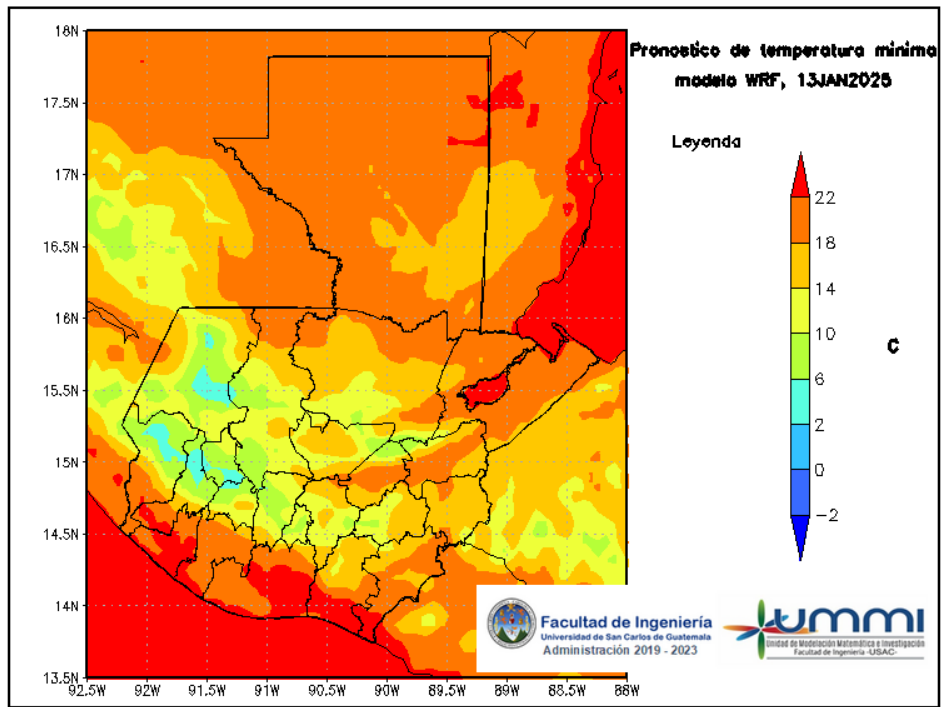 Pronostico de temperatura minima
modelo WRF, 13JAN2025
Leyenda
22
18
14
10
6
2
0
−2
C
18N
17.5N
17N
16.5N
16N
15.5N
15N
14.5N
14N
13.5N
92.5W 92W 91.5W 91W 90.5W 90W 89.5W 89W 88.5W 88W
Facultad de Ingeniería
Universidad de San Carlos de Guatemala
Administración 2019 - 2023
UMMI
Unidad de Modelación Matemática e Investigación
Facultad de Ingeniería -USAC-